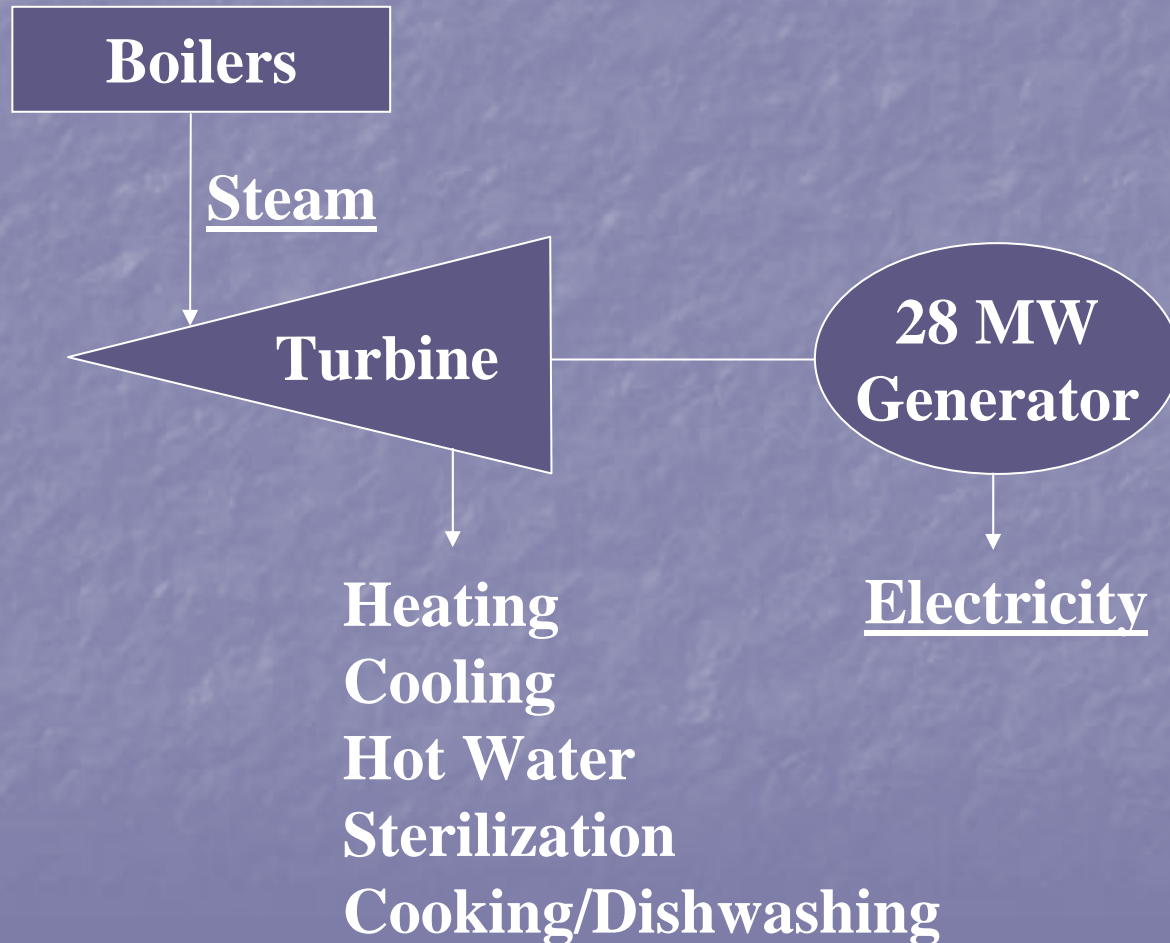 Boilers
Steam
Turbine
28 MW
Generator
Heating
Cooling
Hot Water
Sterilization
Cooking/Dishwashing
Electricity